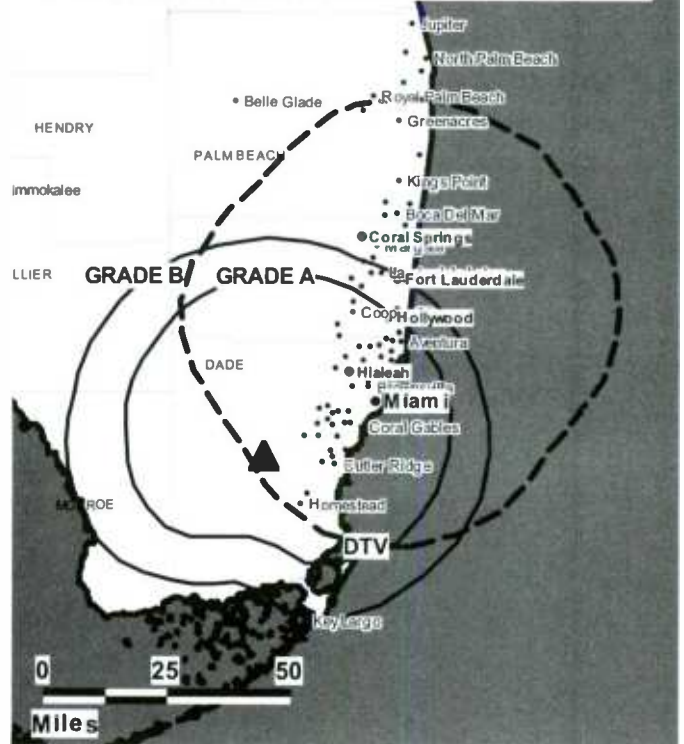 Jupiter
North Palm Beach
Royal Palm Beach
Belle Glade
Greenacres
HENDRY
PALM BEACH
Immokalee
Kings Point
Boca Del Mar
Coral Springs
LLIER
GRADE B
GRADE A
Fort Lauderdale
Coop
Hollywood
Aventura
DADE
Hialeah
Miami
Coral Gables
Cutler Ridge
Homestead
DTV
Key Largo
0 25 50
Miles